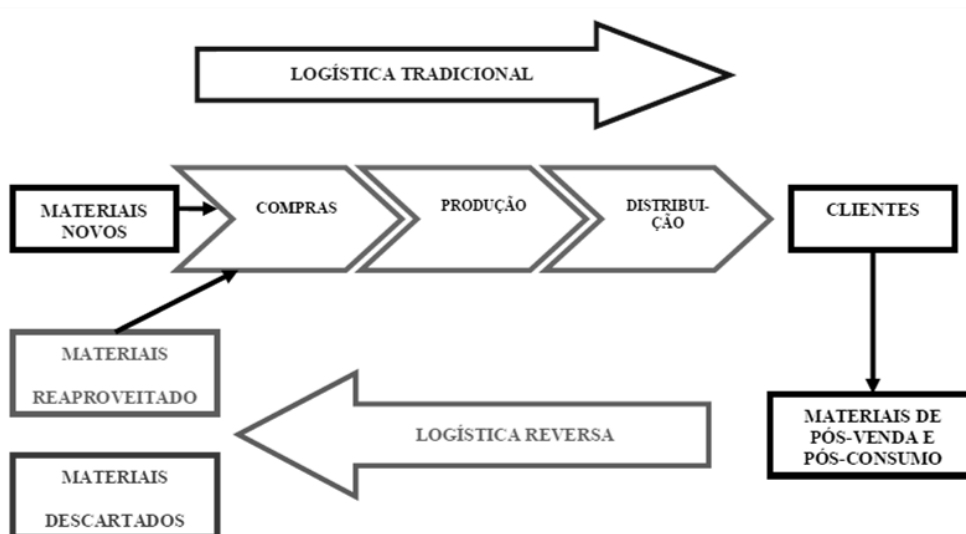 LOGÍSTICA TRADICIONAL
MATERIAIS
NOVOS
COMPRAS
PRODUÇÃO
DISTRIBUI-
ÇÃO
CLIENTES
MATERIAIS
REAPROVEITADO
LOGÍSTICA REVERSA
MATERIAIS DE
PÓS-VENDA E
PÓS-CONSUMO
MATERIAIS
DESCARTADOS